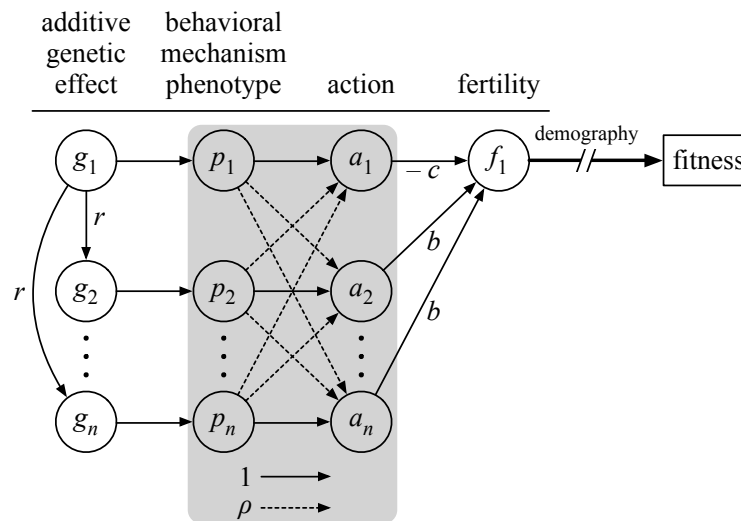 additive genetic effect
behavioral mechanism phenotype
action
fertility
g1
p1
a1
−c
f1
demography
fitness
r
r
g2
p2
a2
b
b
gn
pn
an
1
ρ